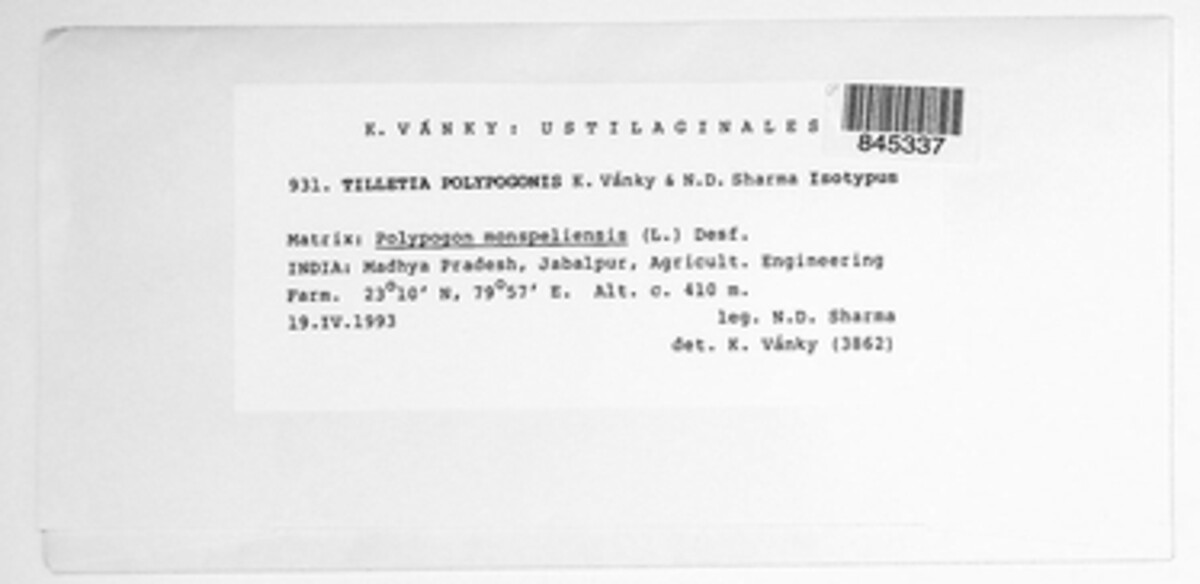 K. VÁNKY: USTILAGINALES
845337
931. TILLETIA POLYPOGONIS K. Vánky & N.D. Sharma Isotypus
Matrix: Polypogon monspeliensis (L.) Desf.
INDIA: Madhya Pradesh, Jabalpur, Agricult. Engineering
Farm. 23°10' N, 79°57' E. Alt. c. 410 m.
19.IV.1993 leg. N.D. Sharma
det. K. Vánky (3862)